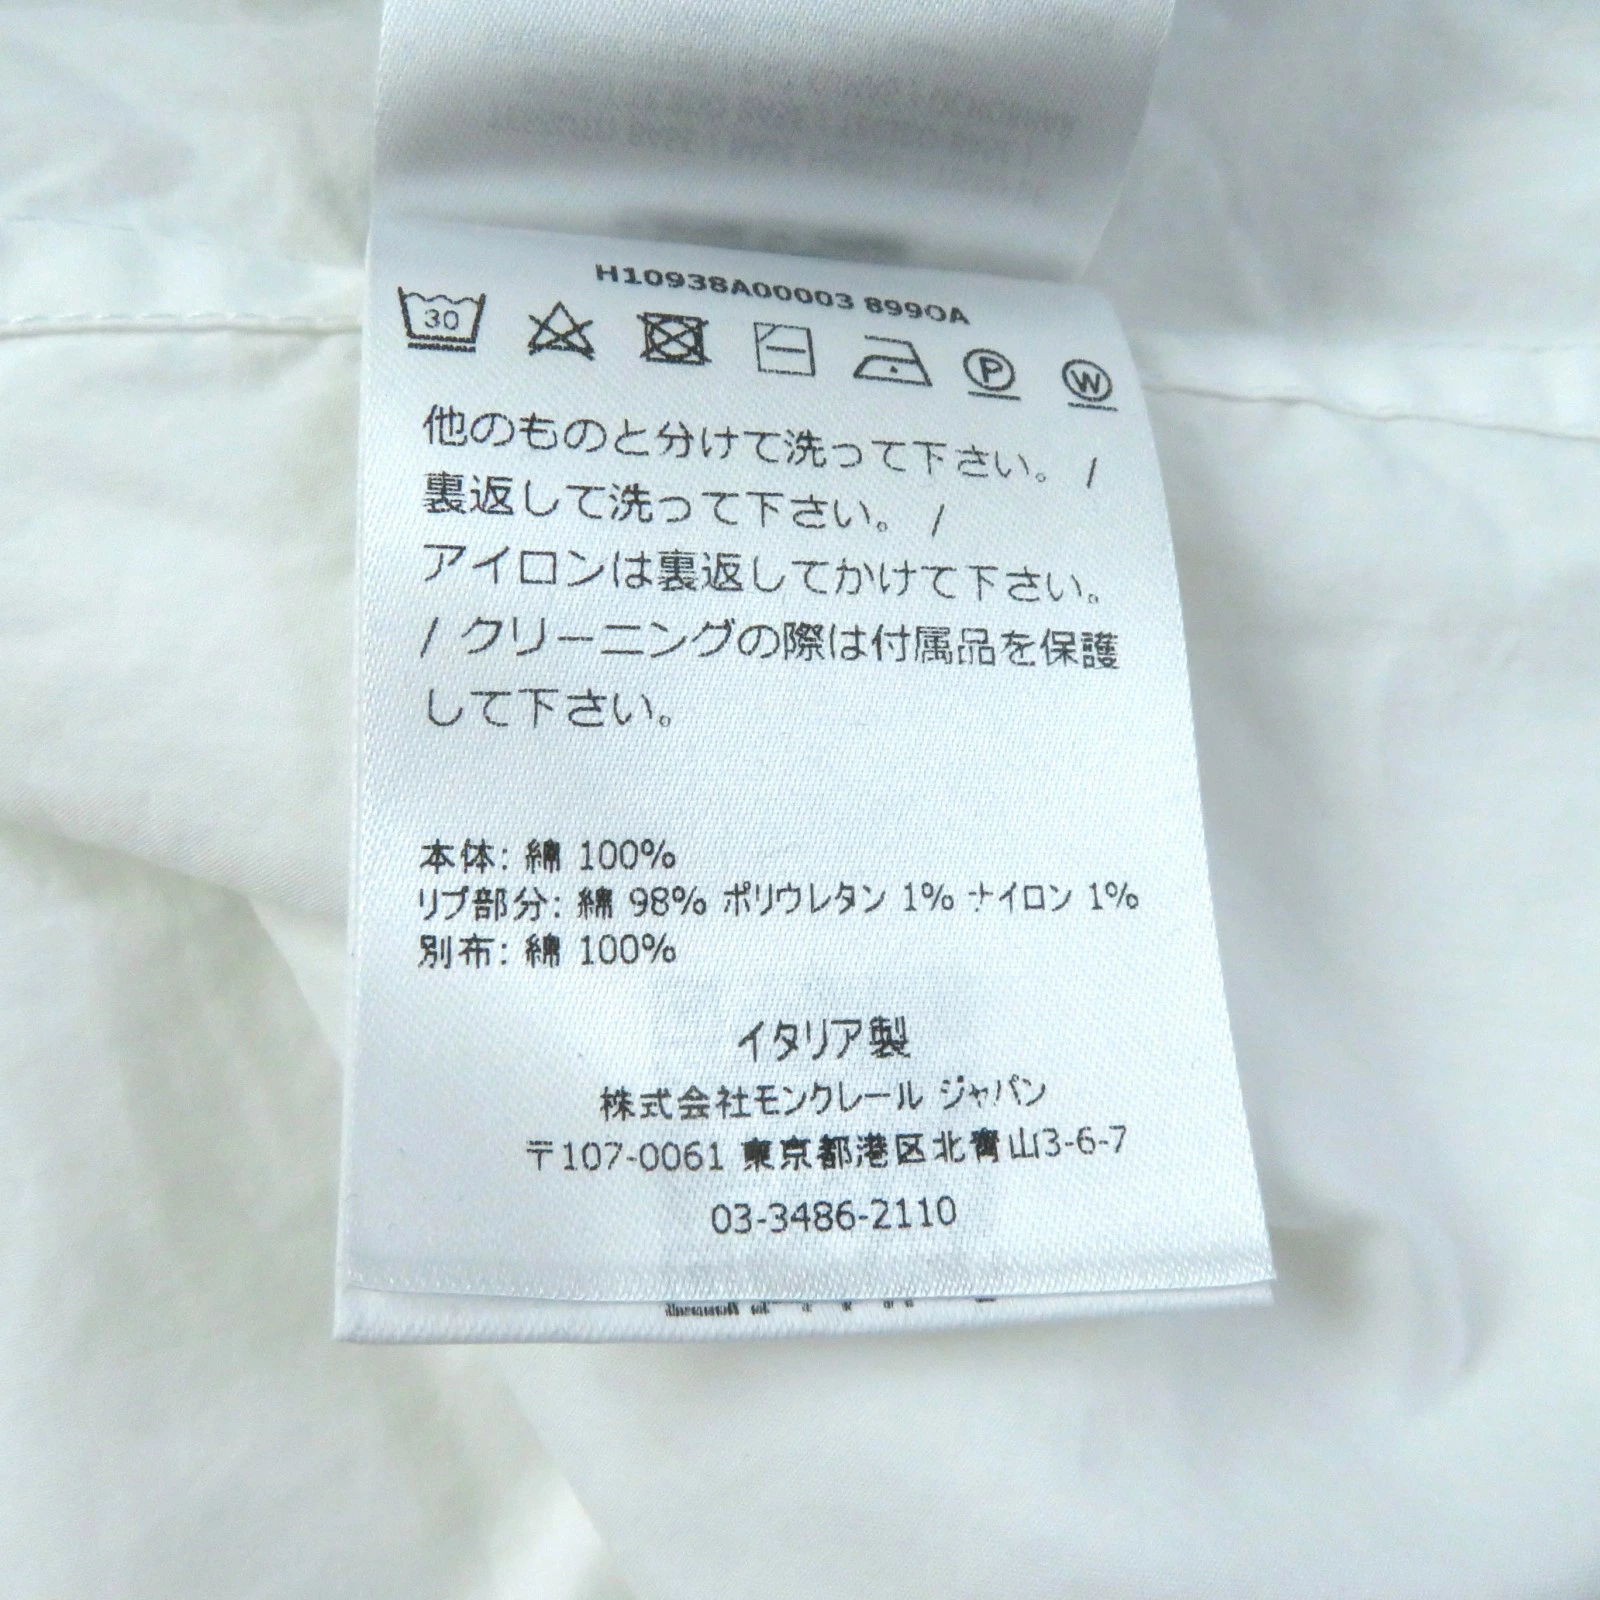 H10938A00003 899OA
30
P
W
他のものと分けて洗って下さい。 /
裏返して洗って下さい。 /
アイロンは裏返してかけて下さい。
/ クリーニングの際は付属品を保護
して下さい。
本体: 綿 100%
リブ部分: 綿 98% ポリウレタン 1% ナイロン 1%
別布: 綿 100%
イタリア製
株式会社モンクレール ジャパン
〒107-0061 東京都港区北青山3-6-7
03-3486-2110